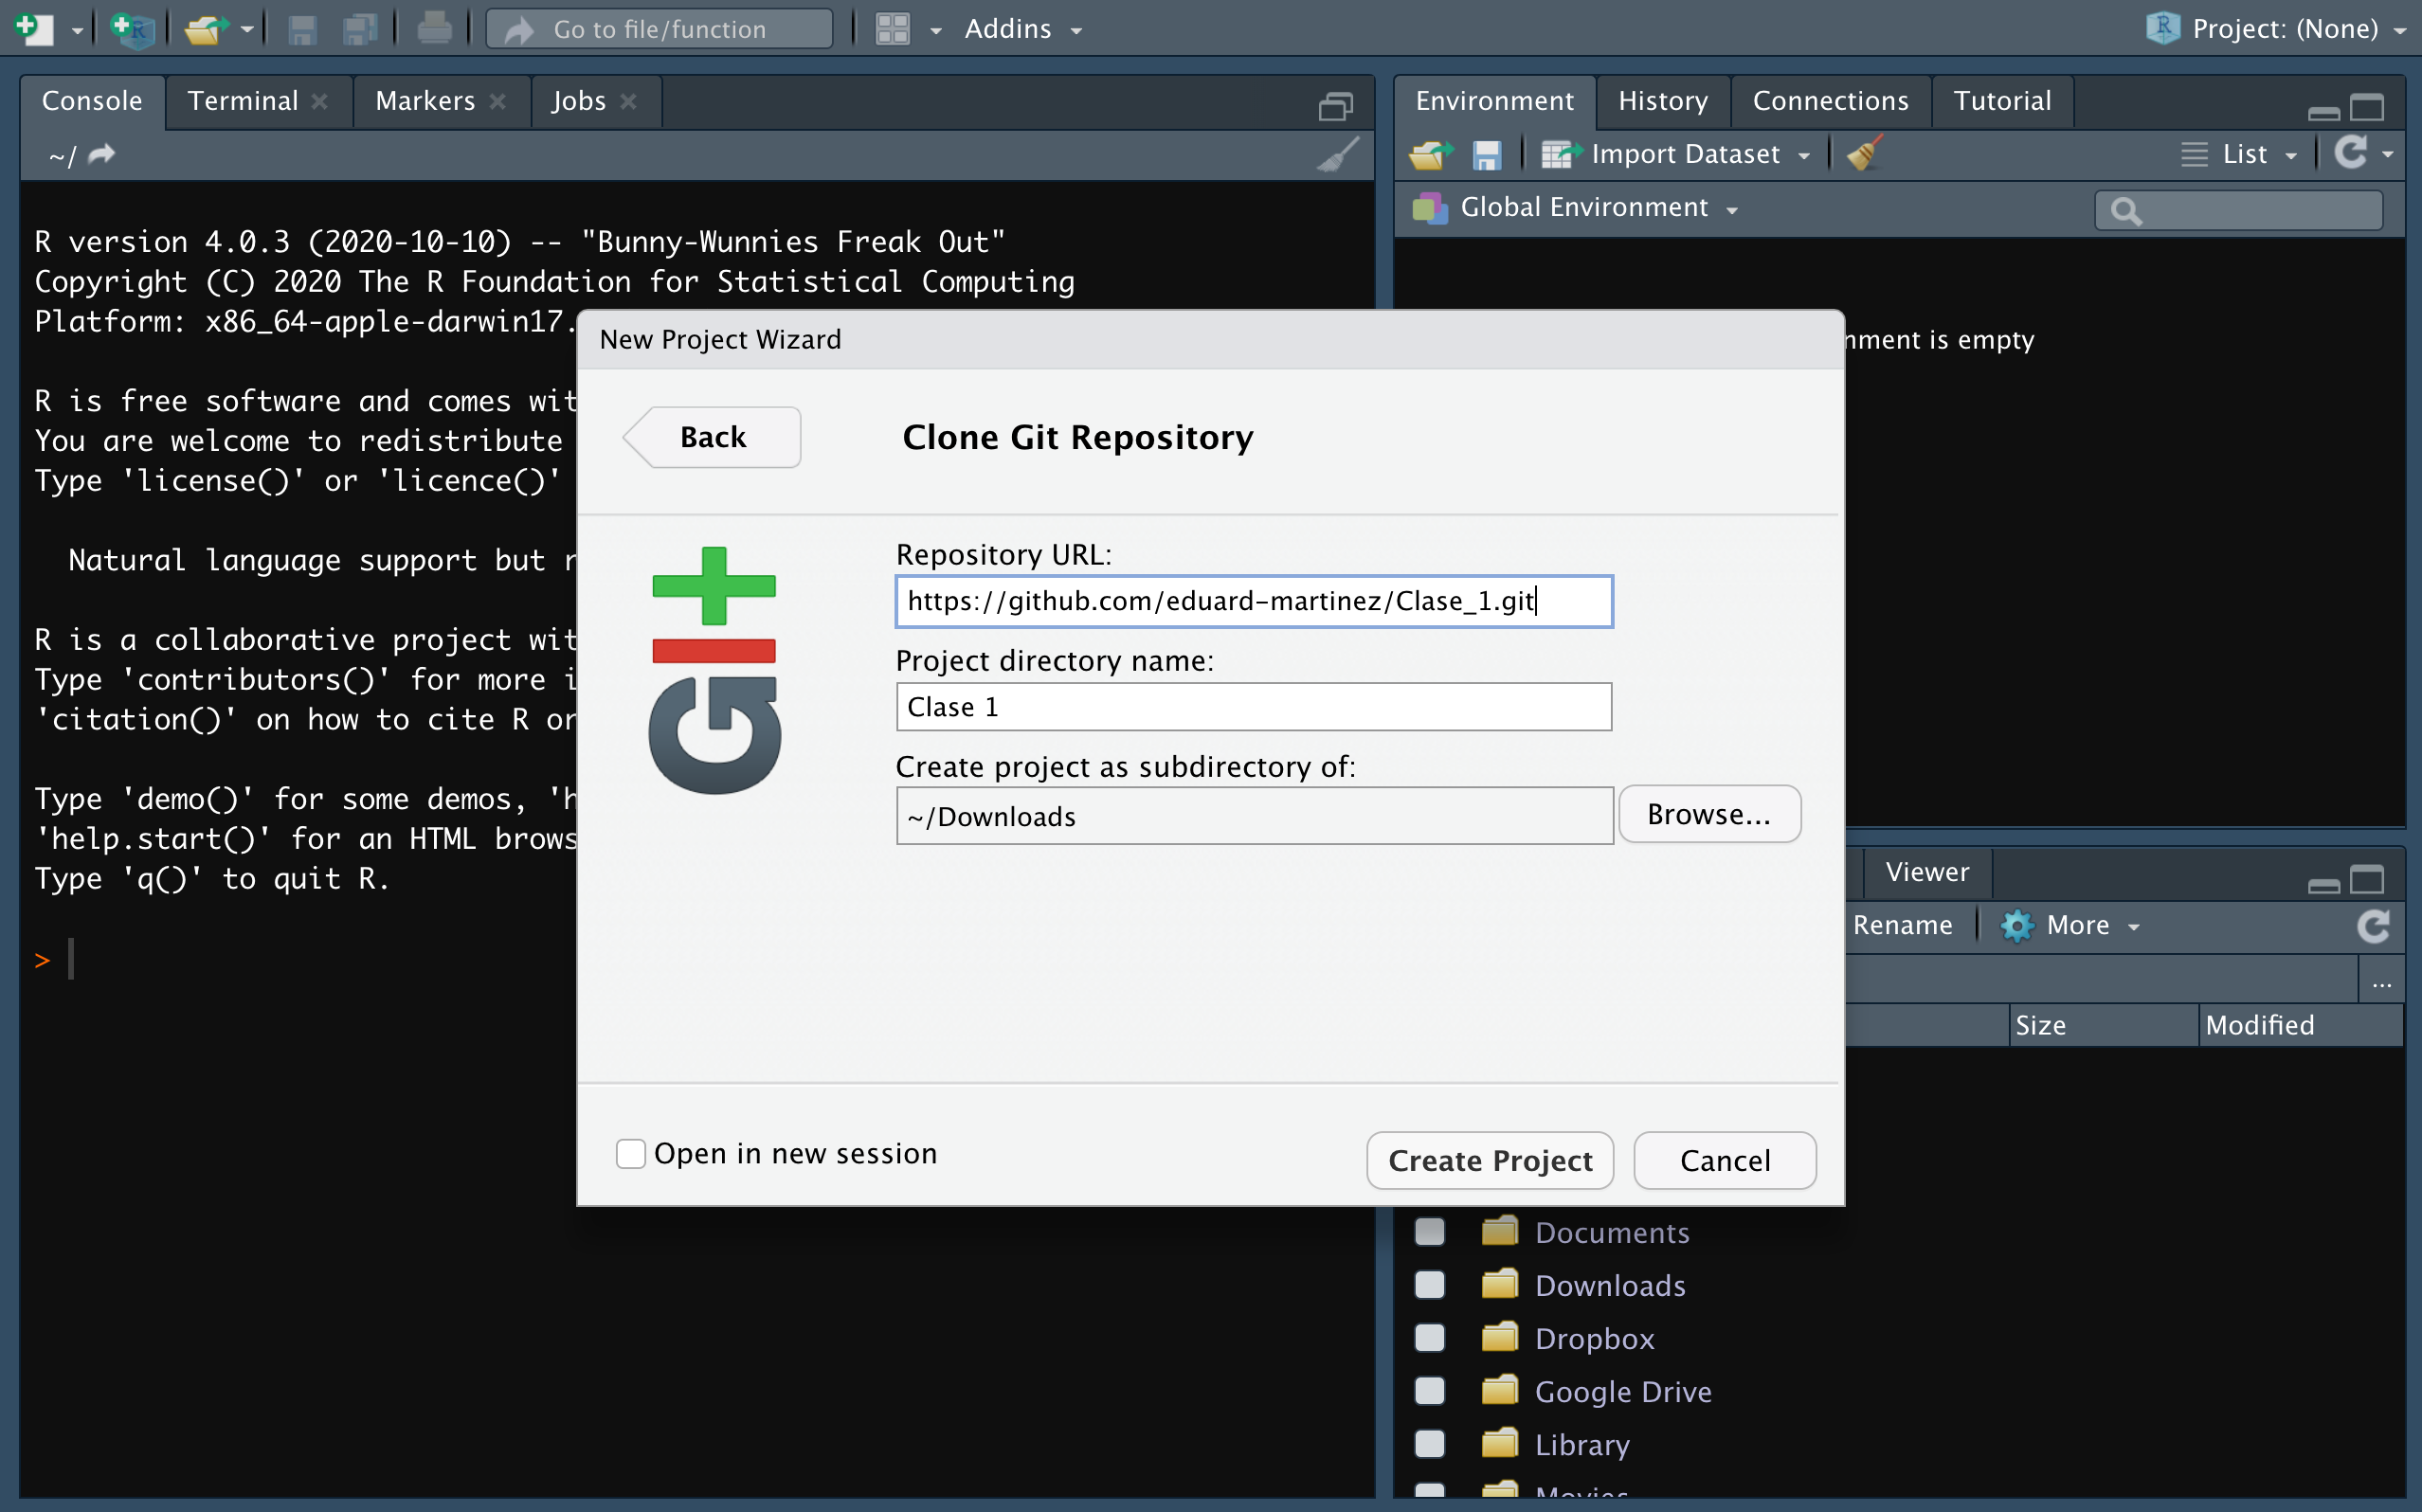 Go to file/function
Addins
Project: (None)
Console
Terminal
Markers
Jobs
~/
R version 4.0.3 (2020-10-10) -- "Bunny-Wunnies Freak Out"
Copyright (C) 2020 The R Foundation for Statistical Computing
Platform: x86_64-apple-darwin17.
R is free software and comes wit
You are welcome to redistribute
Type 'license()' or 'licence()'
Natural language support but r
R is a collaborative project wit
Type 'contributors()' for more i
'citation()' on how to cite R or
Type 'demo()' for some demos, 'h
'help.start()' for an HTML brows
Type 'q()' to quit R.
>
Environment
History
Connections
Tutorial
Import Dataset
List
Global Environment
nment is empty
New Project Wizard
Back
Clone Git Repository
Git
Repository URL:
https://github.com/eduard-martinez/Clase_1.git
Project directory name:
Clase 1
Create project as subdirectory of:
~/Downloads
Browse...
Open in new session
Create Project
Cancel
Viewer
Rename
More
...
Size
Modified
Documents
Downloads
Dropbox
Google Drive
Library
Movies